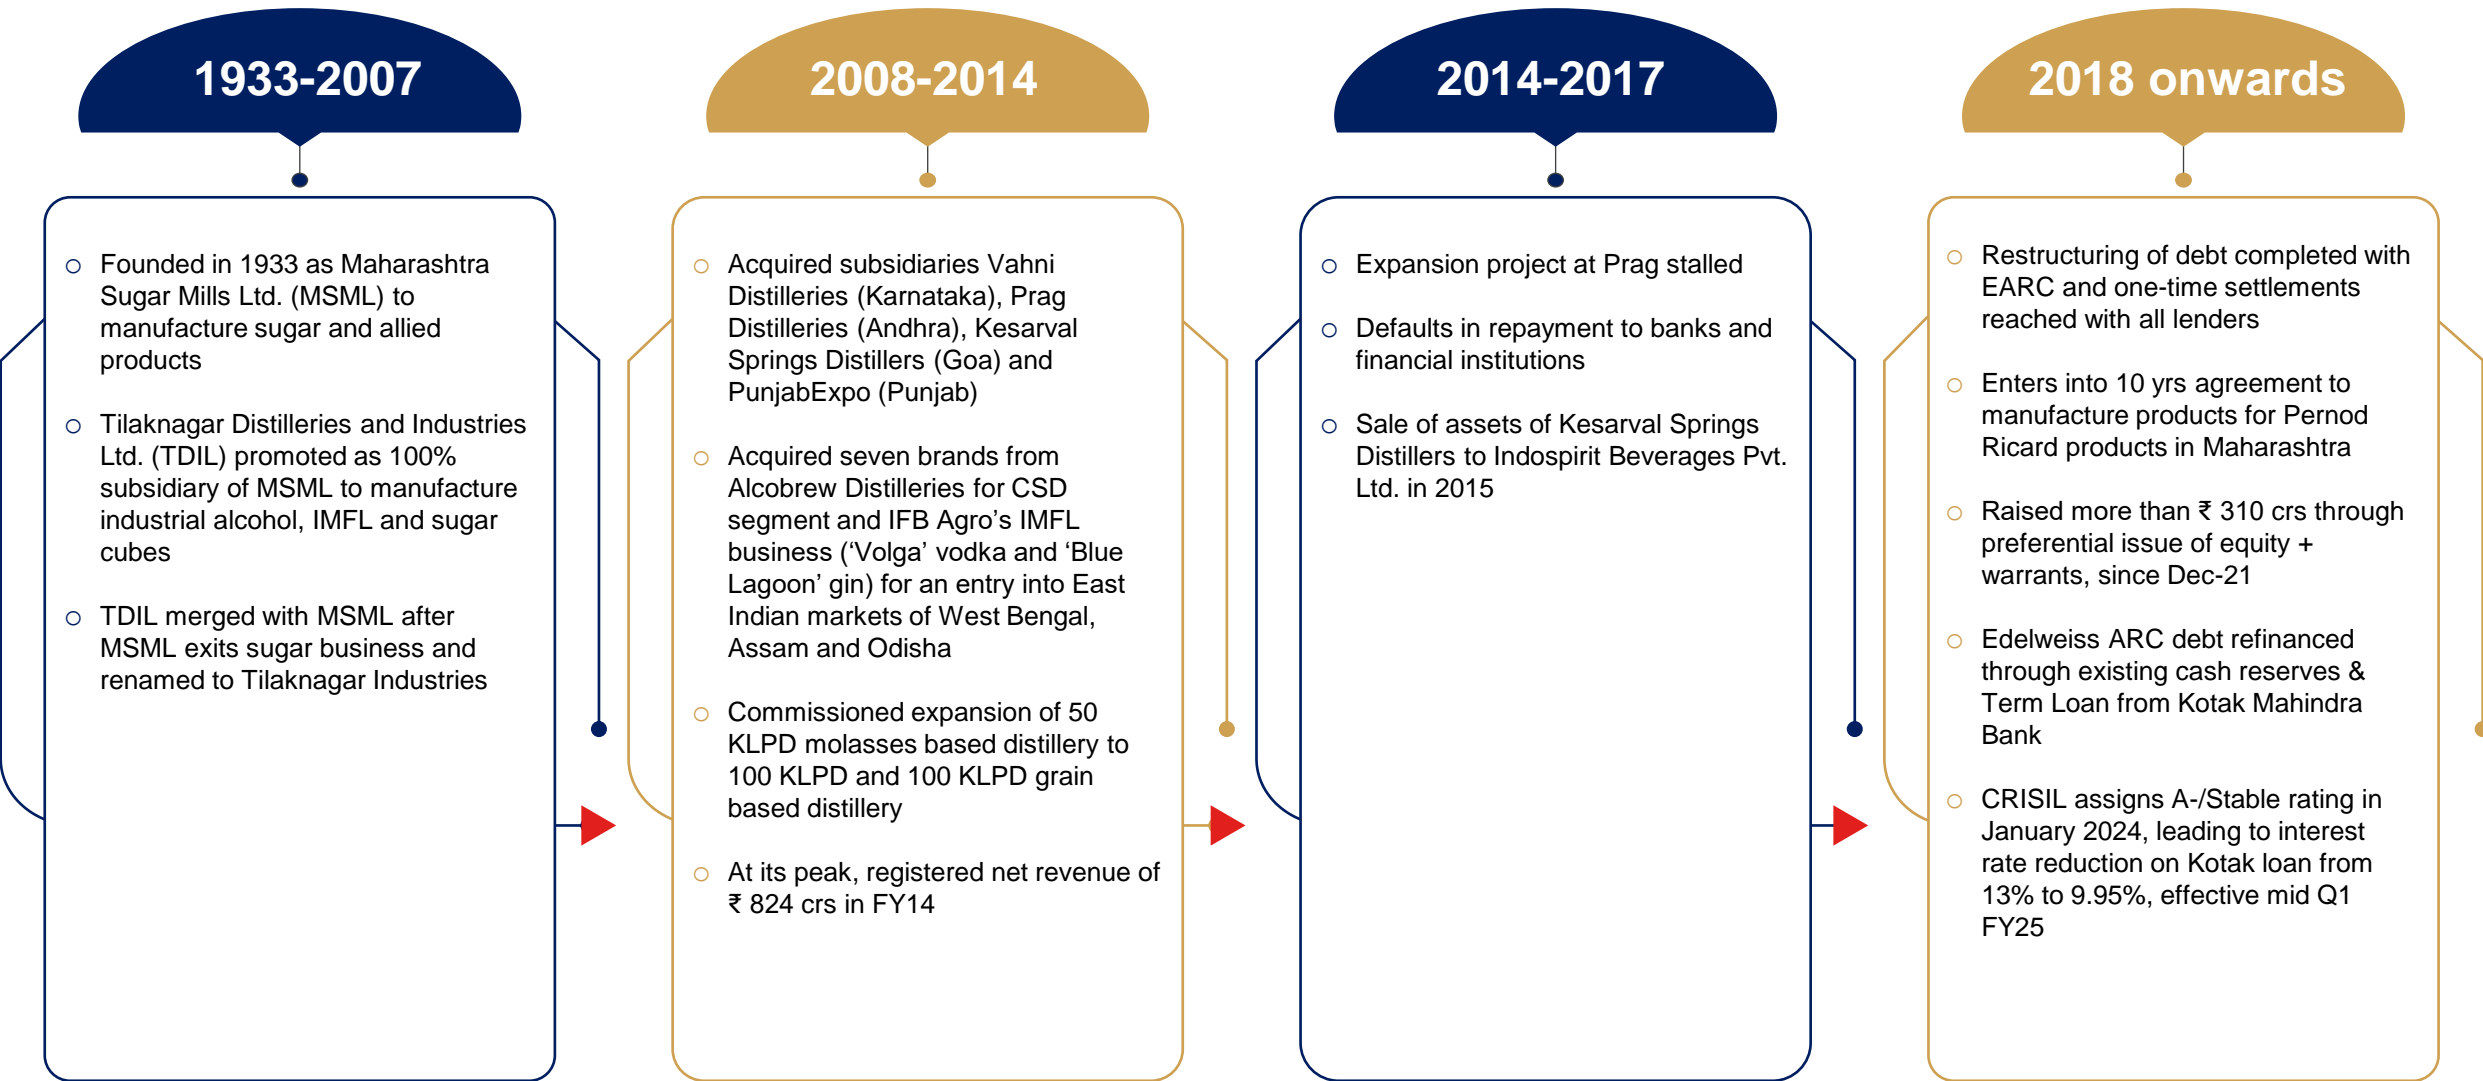 1933-2007
Founded in 1933 as Maharashtra
Sugar Mills Ltd. (MSML) to
manufacture sugar and allied
products
Tilaknagar Distilleries and Industries
Ltd. (TDIL) promoted as 100%
subsidiary of MSML to manufacture
industrial alcohol, IMFL and sugar
cubes
TDIL merged with MSML after
MSML exits sugar business and
renamed to Tilaknagar Industries
2008-2014
Acquired subsidiaries Vahni
Distilleries (Karnataka), Prag
Distilleries (Andhra), Kesarval
Springs Distillers (Goa) and
PunjabExpo (Punjab)
Acquired seven brands from
Alcobrew Distilleries for CSD
segment and IFB Agro’s IMFL
business (‘Volga’ vodka and ‘Blue
Lagoon’ gin) for an entry into East
Indian markets of West Bengal,
Assam and Odisha
Commissioned expansion of 50
KLPD molasses based distillery to
100 KLPD and 100 KLPD grain
based distillery
At its peak, registered net revenue of
₹ 824 crs in FY14
2014-2017
Expansion project at Prag stalled
Defaults in repayment to banks and
financial institutions
Sale of assets of Kesarval Springs
Distillers to Indospirit Beverages Pvt.
Ltd. in 2015
2018 onwards
Restructuring of debt completed with
EARC and one-time settlements
reached with all lenders
Enters into 10 yrs agreement to
manufacture products for Pernod
Ricard products in Maharashtra
Raised more than ₹ 310 crs through
preferential issue of equity +
warrants, since Dec-21
Edelweiss ARC debt refinanced
through existing cash reserves &
Term Loan from Kotak Mahindra
Bank
CRISIL assigns A-/Stable rating in
January 2024, leading to interest
rate reduction on Kotak loan from
13% to 9.95%, effective mid Q1
FY25